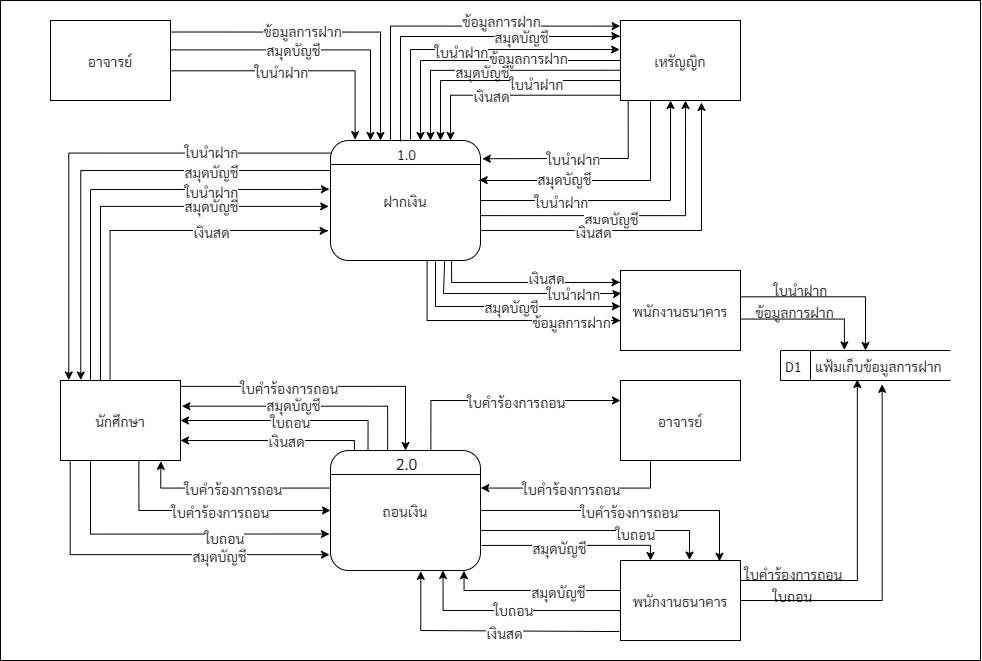 อาจารย์
ข้อมูลการฝาก
สมุดบัญชี
ใบนำฝาก
ข้อมูลการฝาก
สมุดบัญชี
ใบนำฝาก
ข้อมูลการฝาก
สมุดบัญชี
ใบนำฝาก
เงินสด
เหรัญญิก
1.0
ฝากเงิน
ใบนำฝาก
สมุดบัญชี
ใบนำฝาก
สมุดบัญชี
เงินสด
ใบนำฝาก
สมุดบัญชี
ใบนำฝาก
สมุดบัญชี
เงินสด
เงินสด
ใบนำฝาก
สมุดบัญชี
ข้อมูลการฝาก
พนักงานธนาคาร
ใบนำฝาก
ข้อมูลการฝาก
D1
แฟ้มเก็บข้อมูลการฝาก
นักศึกษา
ใบคำร้องการถอน
สมุดบัญชี
ใบถอน
เงินสด
ใบคำร้องการถอน
อาจารย์
2.0
ถอนเงิน
ใบคำร้องการถอน
ใบคำร้องการถอน
ใบถอน
สมุดบัญชี
ใบคำร้องการถอน
ใบคำร้องการถอน
ใบถอน
สมุดบัญชี
สมุดบัญชี
ใบถอน
เงินสด
พนักงานธนาคาร
ใบคำร้องการถอน
ใบถอน